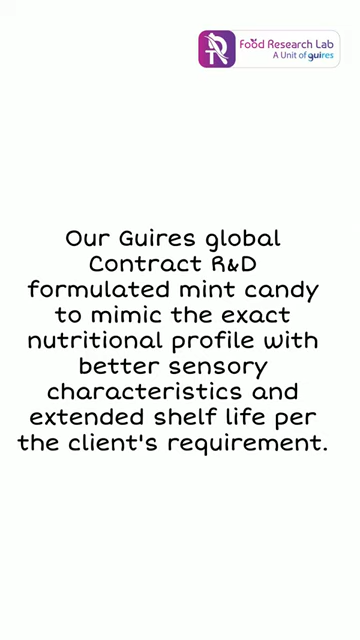 Food Research Lab
A Unit of guires
Our Guires global
Contract R&D
formulated mint candy
to mimic the exact
nutritional profile with
better sensory
characteristics and
extended shelf life per
the client's requirement.